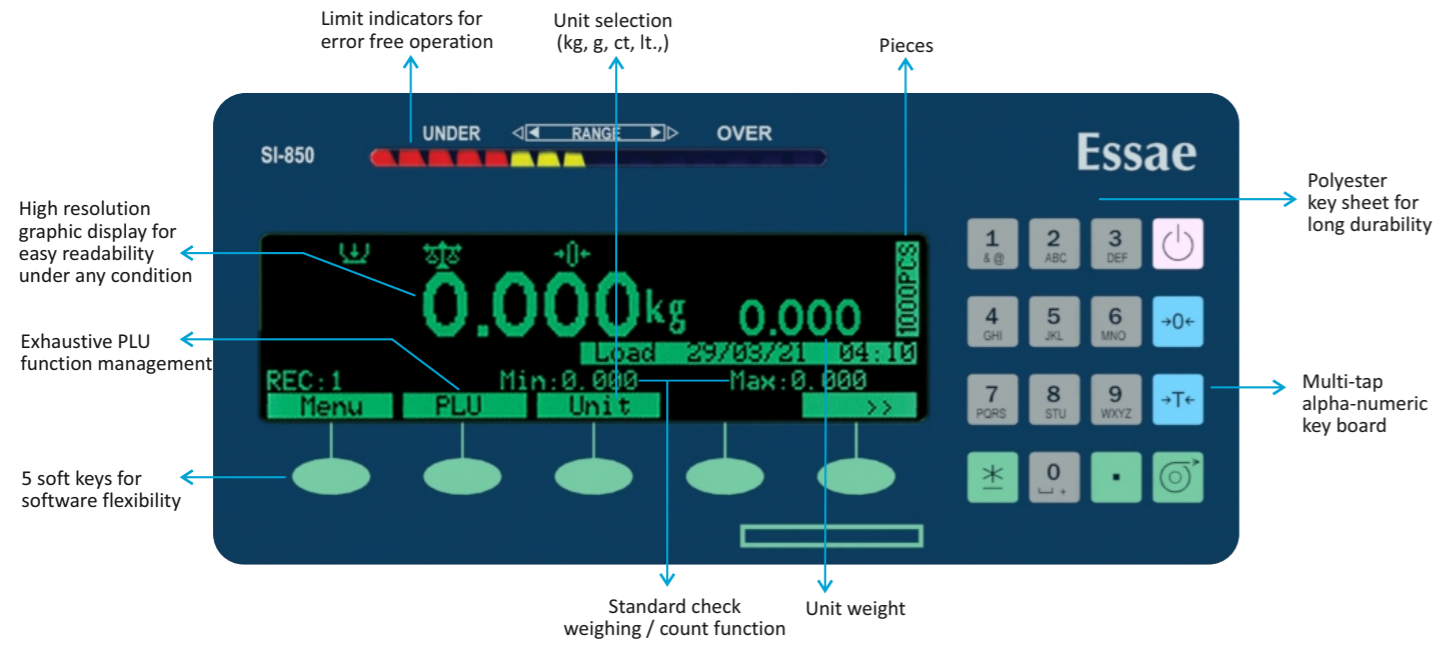 Limit indicators for
error free operation
Unit selection
(kg, g, ct, lt.,)
Pieces
UNDER
RANGE
OVER
SI-850
Essae
High resolution
graphic display for
easy readability
under any condition
Polyester
key sheet for
long durability
0.000kg
0.000
1000PCS
Load 29/03/21 04:10
REC:1 Min:0.000 Max:0.000
Menu PLU Unit >>
Exhaustive PLU
function management
5 soft keys for
software flexibility
1 2 3
& @ ABC DEF
4 5 6 →0←
GHI JKL MNO
7 8 9 →T←
PQRS STU WXYZ
* 0 .
+
Multi-tap
alpha-numeric
key board
Standard check
weighing / count function
Unit weight